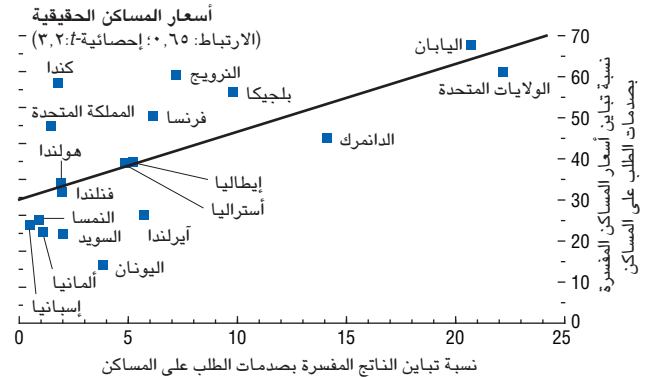 أسعار المساكن الحقيقية
(الارتباط: ٠,٦٥؛ إحصائية-t: ٣,٢)
70
60
50
40
30
20
10
0
نسبة تباين أسعار المساكن المفسرة
بصدمات الطلب على المساكن
اليابان
الولايات المتحدة
النرويج
كندا
بلجيكا
فرنسا
المملكة المتحدة
الدانمرك
هولندا
إيطاليا
فنلندا
أستراليا
النمسا
آيرلندا
السويد
اليونان
ألمانيا
إسبانيا
0 5 10 15 20 25
نسبة تباين الناتج المفسرة بصدمات الطلب على المساكن